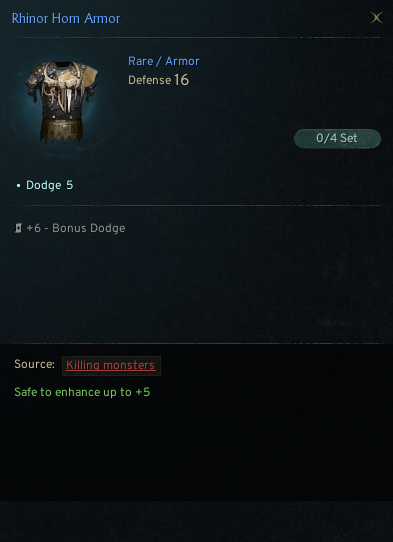 Rhinor Horn Armor
Rare / Armor
Defense 16
0/4 Set
▪ Dodge 5
+6 - Bonus Dodge
Source: Killing monsters
Safe to enhance up to +5